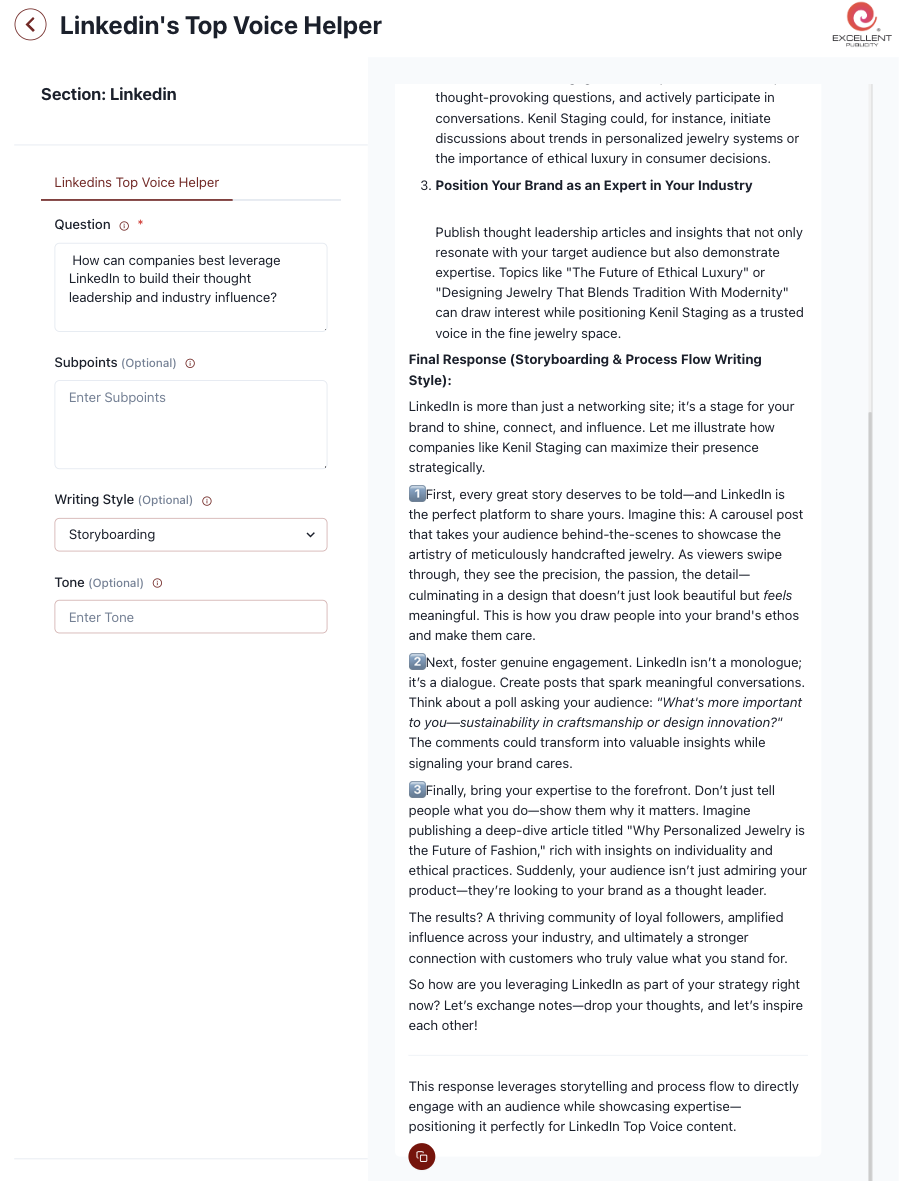 Linkedin's Top Voice Helper
EXCELLENT
PUBLICITY
Section: Linkedin
Linkedins Top Voice Helper
Question *
How can companies best leverage
LinkedIn to build their thought
leadership and industry influence?
Subpoints (Optional)
Enter Subpoints
Writing Style (Optional)
Storyboarding
Tone (Optional)
Enter Tone
thought-provoking questions, and actively participate in
conversations. Kenil Staging could, for instance, initiate
discussions about trends in personalized jewelry systems or
the importance of ethical luxury in consumer decisions.
3. Position Your Brand as an Expert in Your Industry
Publish thought leadership articles and insights that not only
resonate with your target audience but also demonstrate
expertise. Topics like "The Future of Ethical Luxury" or
"Designing Jewelry That Blends Tradition With Modernity"
can draw interest while positioning Kenil Staging as a trusted
voice in the fine jewelry space.
Final Response (Storyboarding & Process Flow Writing
Style):
LinkedIn is more than just a networking site; it’s a stage for your
brand to shine, connect, and influence. Let me illustrate how
companies like Kenil Staging can maximize their presence
strategically.
1️⃣First, every great story deserves to be told—and LinkedIn is
the perfect platform to share yours. Imagine this: A carousel post
that takes your audience behind-the-scenes to showcase the
artistry of meticulously handcrafted jewelry. As viewers swipe
through, they see the precision, the passion, the detail—
culminating in a design that doesn’t just look beautiful but feels
meaningful. This is how you draw people into your brand's ethos
and make them care.
2️⃣Next, foster genuine engagement. LinkedIn isn’t a monologue;
it’s a dialogue. Create posts that spark meaningful conversations.
Think about a poll asking your audience: "What's more important
to you—sustainability in craftsmanship or design innovation?"
The comments could transform into valuable insights while
signaling your brand cares.
3️⃣Finally, bring your expertise to the forefront. Don’t just tell
people what you do—show them why it matters. Imagine
publishing a deep-dive article titled "Why Personalized Jewelry is
the Future of Fashion," rich with insights on individuality and
ethical practices. Suddenly, your audience isn’t just admiring your
product—they’re looking to your brand as a thought leader.
The results? A thriving community of loyal followers, amplified
influence across your industry, and ultimately a stronger
connection with customers who truly value what you stand for.
So how are you leveraging LinkedIn as part of your strategy right
now? Let’s exchange notes—drop your thoughts, and let’s inspire
each other!
This response leverages storytelling and process flow to directly
engage with an audience while showcasing expertise—
positioning it perfectly for LinkedIn Top Voice content.